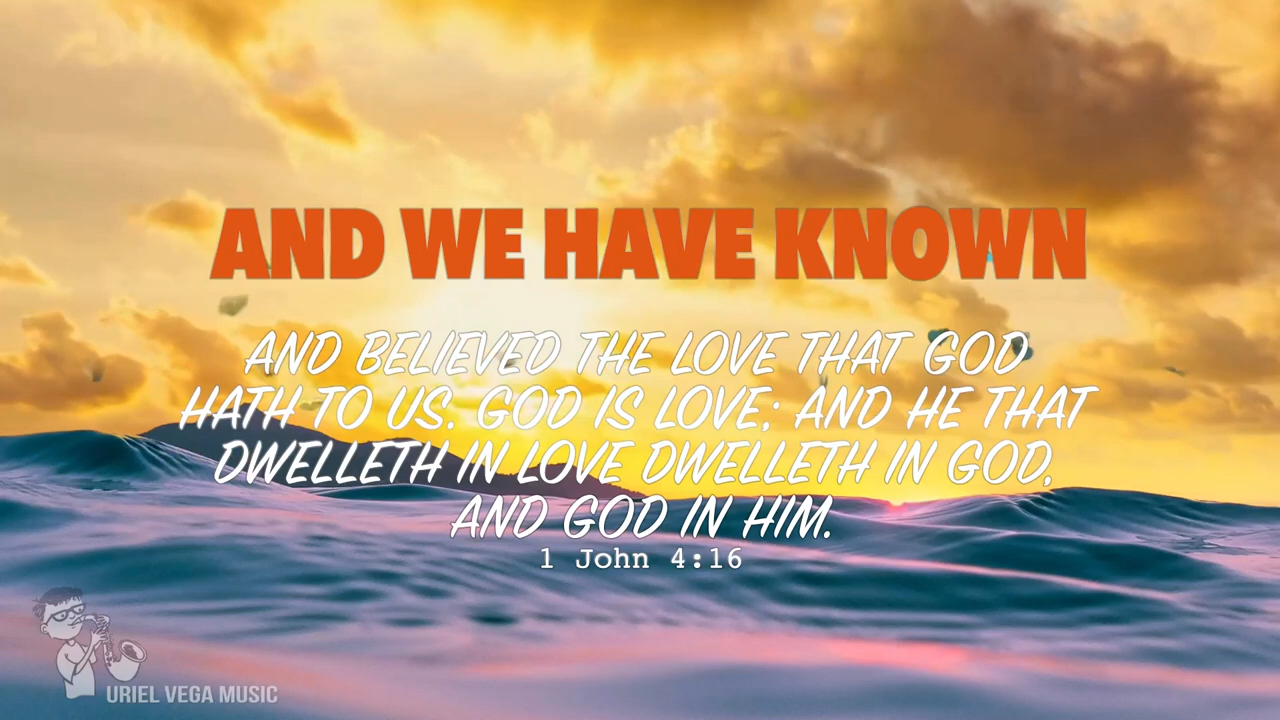 AND WE HAVE KNOWN
AND BELIEVED THE LOVE THAT GOD
HATH TO US. GOD IS LOVE; AND HE THAT
DWELLETH IN LOVE DWELLETH IN GOD,
AND GOD IN HIM.
1 John 4:16
URIEL VEGA MUSIC